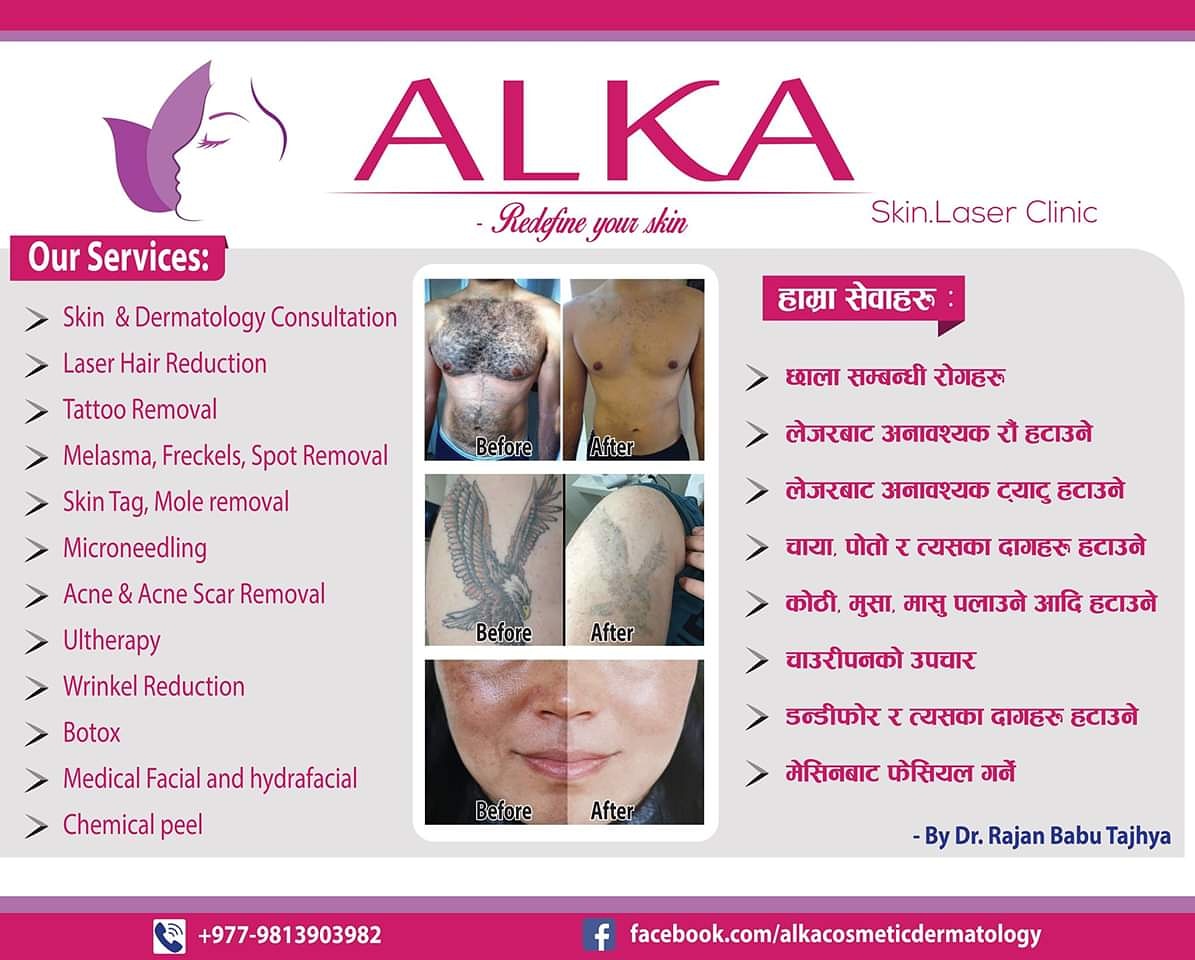 ALKA
- Redefine your skin
Skin.Laser Clinic
Our Services:
Skin & Dermatology Consultation
Laser Hair Reduction
Tattoo Removal
Melasma, Freckels, Spot Removal
Skin Tag, Mole removal
Microneedling
Acne & Acne Scar Removal
Ultherapy
Wrinkel Reduction
Botox
Medical Facial and hydrafacial
Chemical peel
Before After
Before After
Before After
हाम्रा सेवाहरू :
छाला सम्बन्धी रोगहरू
लेजरबाट अनावश्यक रौं हटाउने
लेजरबाट अनावश्यक ट्याटु हटाउने
चाया, पोतो र त्यसका दागहरू हटाउने
कोठी, मुसा, मासु पलाउने आदि हटाउने
चाउरीपनको उपचार
डन्डीफोर र त्यसका दागहरू हटाउने
मेसिनबाट फेसियल गर्ने
- By Dr. Rajan Babu Tajhya
+977-9813903982
facebook.com/alkacosmeticdermatology